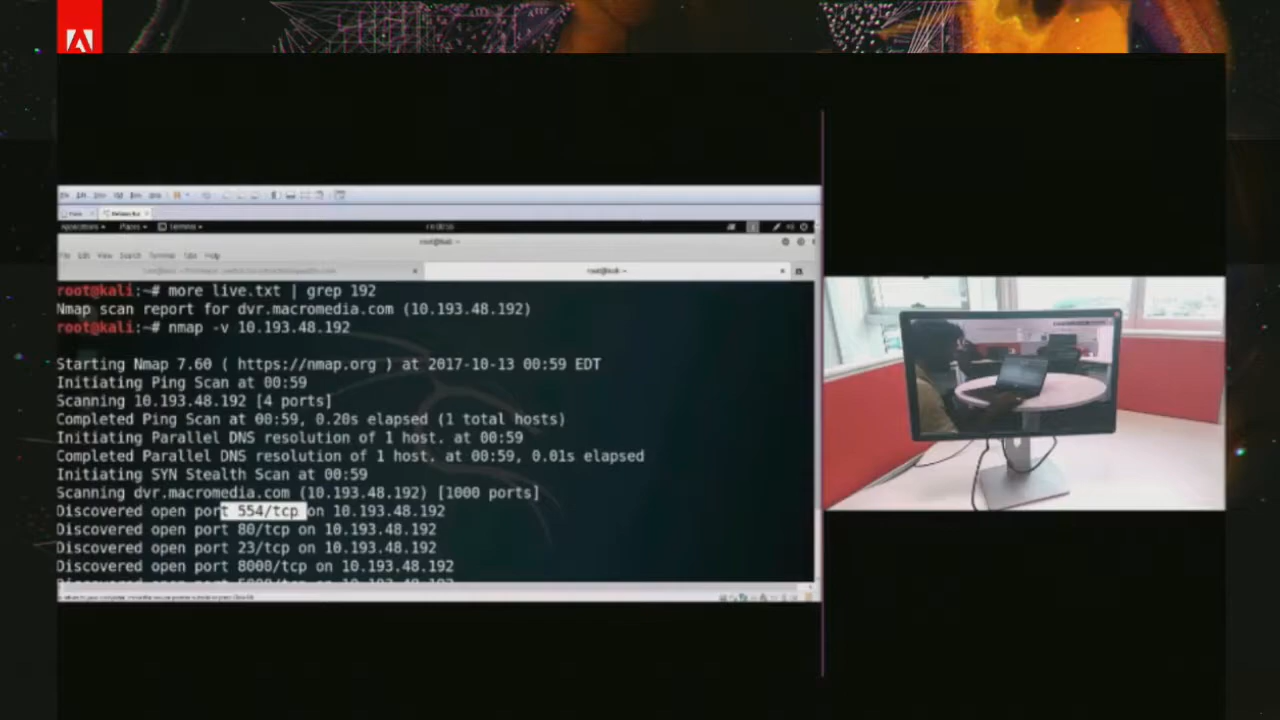 root@kali:~# more live.txt | grep 192
Nmap scan report for dvr.macromedia.com (10.193.48.192)
root@kali:~# nmap -v 10.193.48.192
Starting Nmap 7.60 ( https://nmap.org ) at 2017-10-13 00:59 EDT
Initiating Ping Scan at 00:59
Scanning 10.193.48.192 [4 ports]
Completed Ping Scan at 00:59, 0.20s elapsed (1 total hosts)
Initiating Parallel DNS resolution of 1 host. at 00:59
Completed Parallel DNS resolution of 1 host. at 00:59, 0.01s elapsed
Initiating SYN Stealth Scan at 00:59
Scanning dvr.macromedia.com (10.193.48.192) [1000 ports]
Discovered open port 554/tcp on 10.193.48.192
Discovered open port 80/tcp on 10.193.48.192
Discovered open port 23/tcp on 10.193.48.192
Discovered open port 8000/tcp on 10.193.48.192